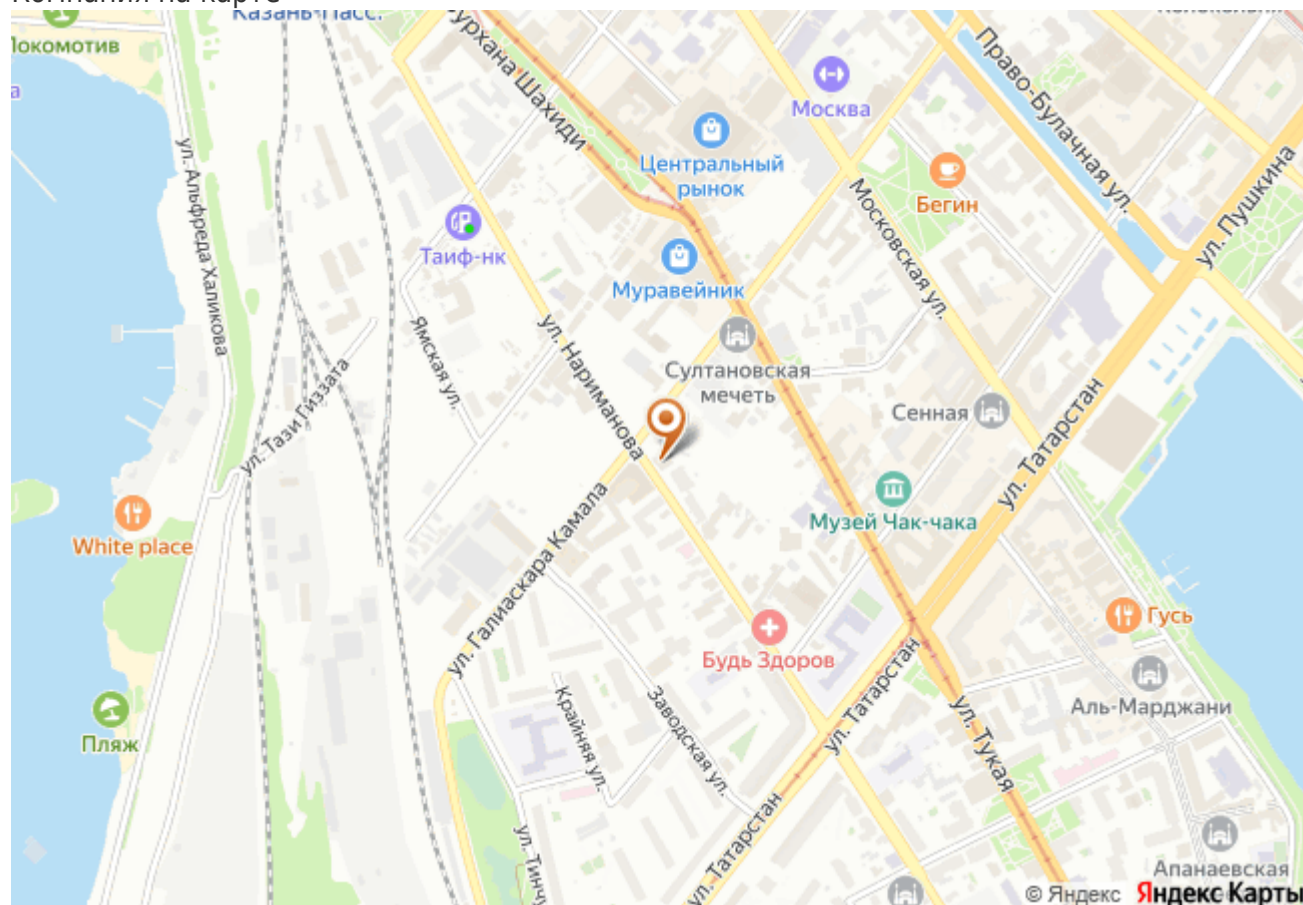 Компания на карте
Казань-Пасс.
Локомотив
Бурхана Шахиди
Право-Булачная ул.
Москва
ул. Альфреда Халикова
Центральный
рынок
Бегин
ул. Пушкина
Московская ул.
Таиф-нк
Муравейник
Ямская ул.
ул. Нариманова
Султановская
мечеть
Сенная
ул. Тази Гиззата
ул. Татарстан
White place
ул. Галиаскара Камала
Музей Чак-чака
Гусь
Будь Здоров
Аль-Марджани
Пляж
Крайняя ул.
Заводская ул.
ул. Татарстан
ул. Тукая
ул. Татарстан
Апанаевская
© Яндекс Яндекс Карты